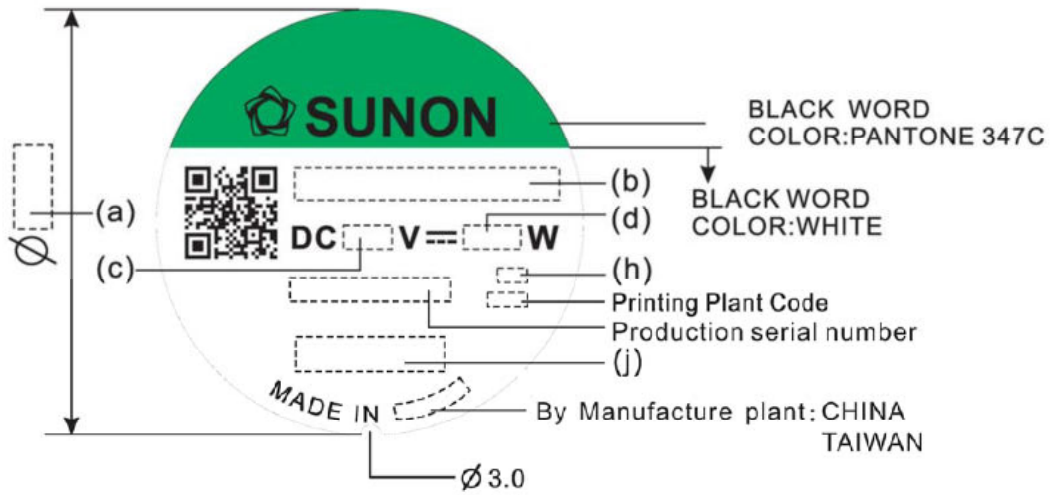 SUNON
BLACK WORD
COLOR:PANTONE 347C
(b)
BLACK WORD
COLOR:WHITE
(a)
(d)
DC V W
Ø
(c)
(h)
Printing Plant Code
Production serial number
(j)
MADE IN
By Manufacture plant: CHINA
TAIWAN
Ø 3.0